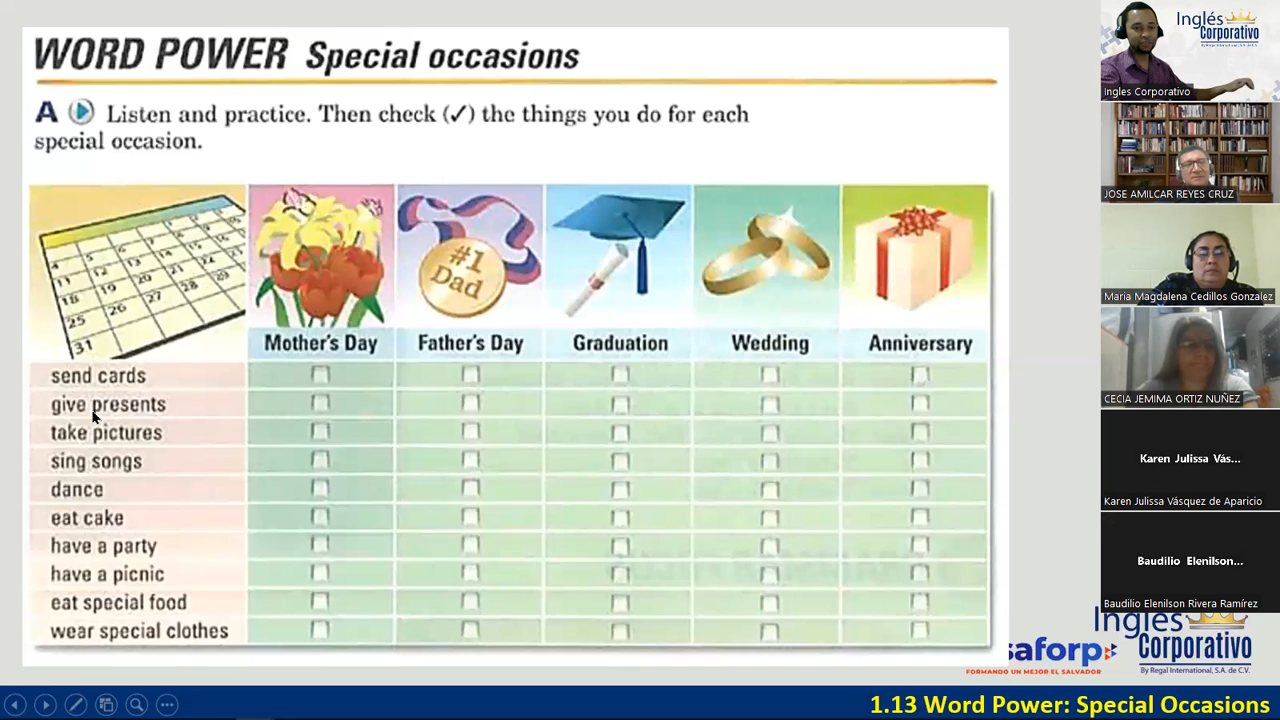 WORD POWER Special occasions
A Listen and practice. Then check (✓) the things you do for each
special occasion.
#1
Dad
Mother's Day Father's Day Graduation Wedding Anniversary
send cards
give presents
take pictures
sing songs
dance
eat cake
have a party
have a picnic
eat special food
wear special clothes
Inglés
Corporativo
By Regal International, S.A. de C.V.
Ingles Corporativo
JOSE AMILCAR REYES CRUZ
Maria Magdalena Cedillos Gonzalez
CECIA JEMIMA ORTIZ NUÑEZ
Karen Julissa Vás...
Karen Julissa Vásquez de Aparicio
Baudilio Elenilson...
Baudilio Elenilson Rivera Ramírez
saforp
FORMANDO UN MEJOR EL SALVADOR
Inglés
Corporativo
By Regal International, S.A. de C.V.
1.13 Word Power: Special Occasions